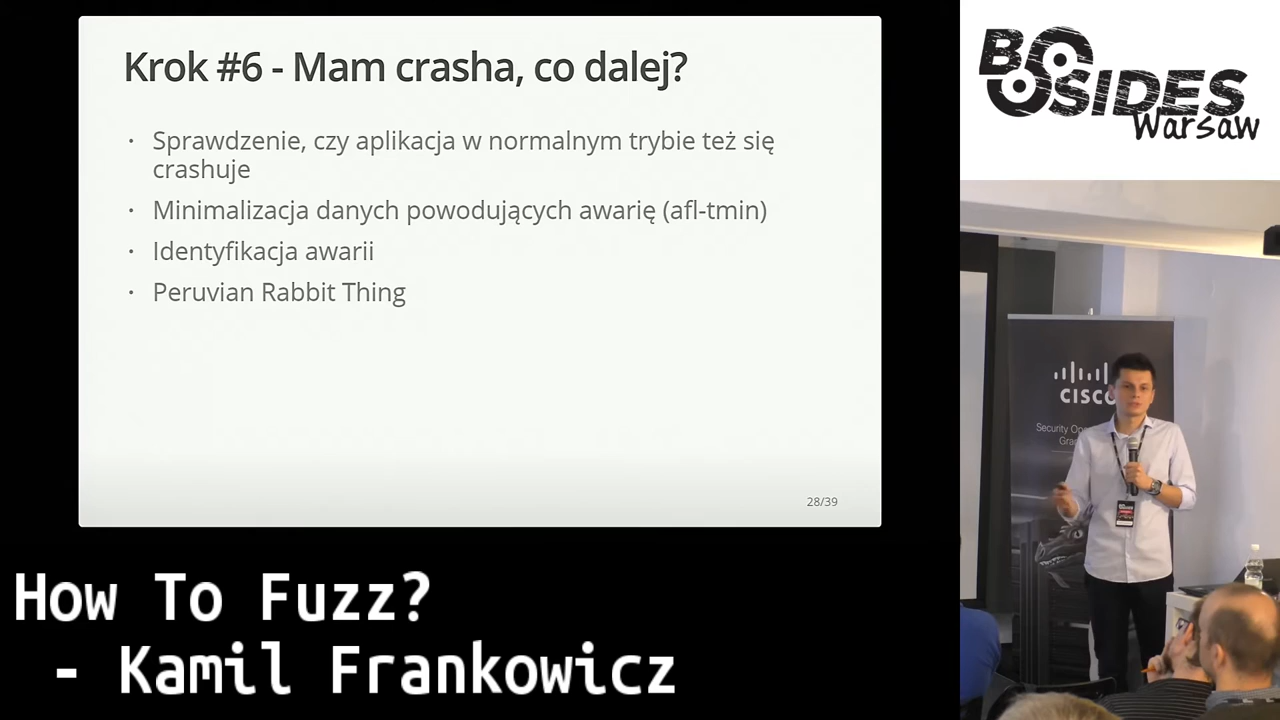 Krok #6 - Mam crasha, co dalej?
• Sprawdzenie, czy aplikacja w normalnym trybie też się
crashuje
• Minimalizacja danych powodujących awarię (afl-tmin)
• Identyfikacja awarii
• Peruvian Rabbit Thing
28/39
How To Fuzz?
- Kamil Frankowicz
BSIDES
Warsaw
CISCO
Security